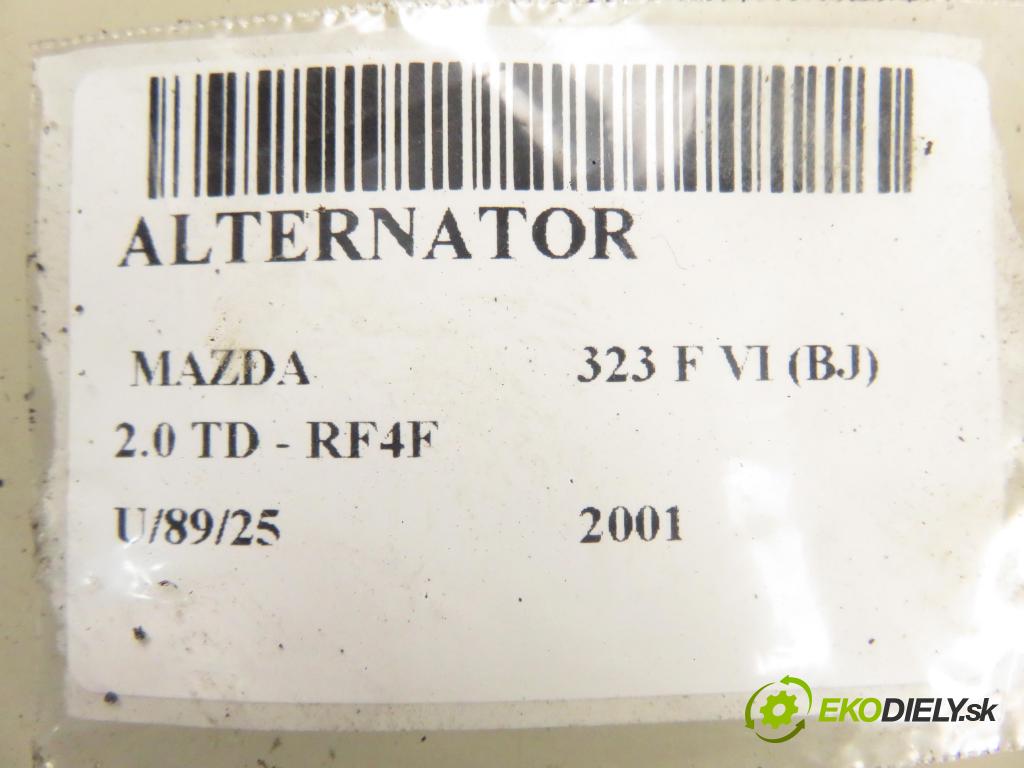 ALTERNATOR
MAZDA 323 F VI (BJ)
2.0 TD - RF4F
U/89/25 2001
EKODIELY.sk